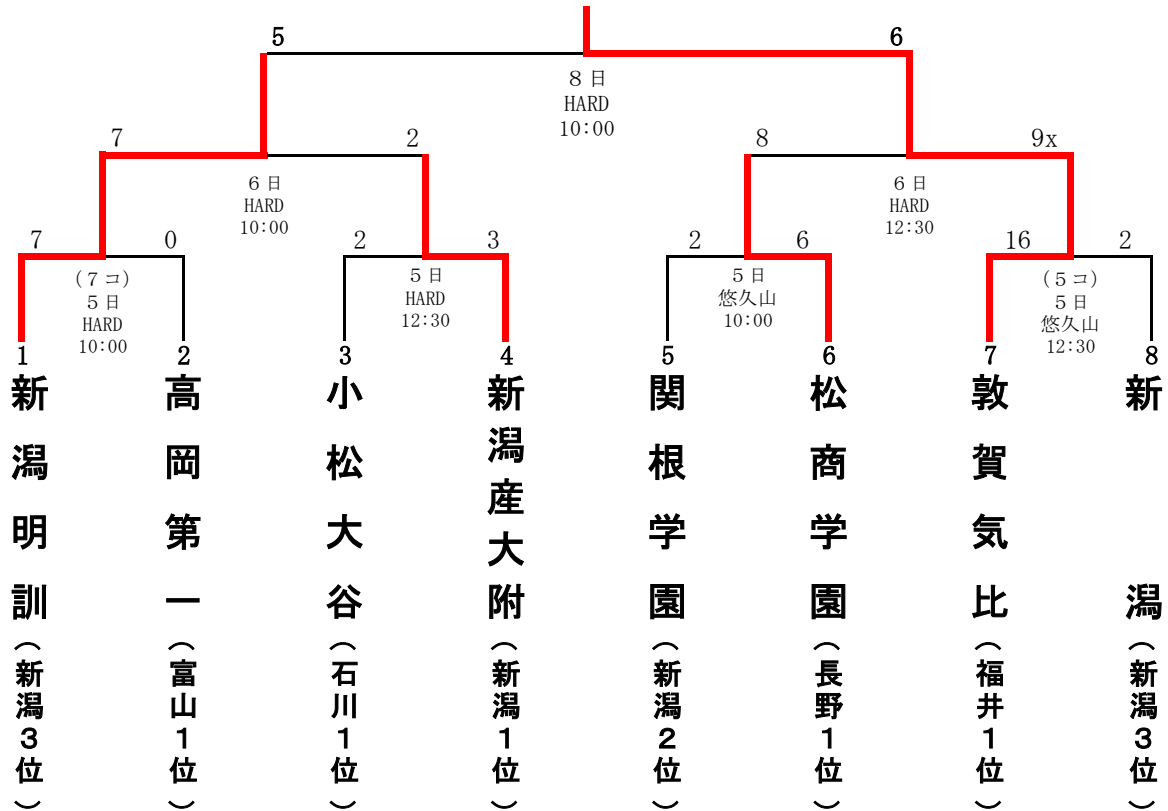 5
6
８日
HARD
10:00
7
2
8
9x
６日
HARD
10:00
６日
HARD
12:30
7
0
2
3
2
6
16
2
(７コ)
５日
HARD
10:00
５日
HARD
12:30
５日
悠久山
10:00
(５コ)
５日
悠久山
12:30
1
2
3
4
5
6
7
8
新潟明訓（新潟３位）
高岡第一（富山１位）
小松大谷（石川１位）
新潟産大附（新潟１位）
関根学園（新潟２位）
松商学園（長野１位）
敦賀気比（福井１位）
新潟（新潟３位）